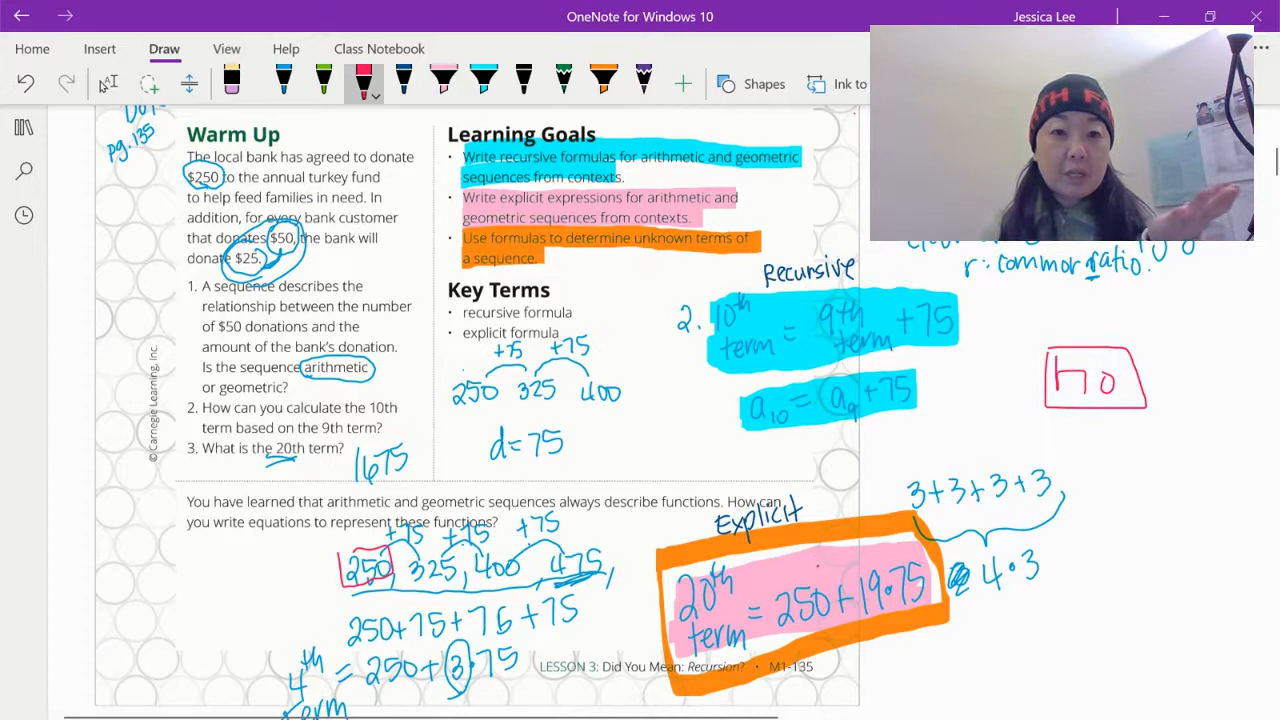 OneNote for Windows 10
Jessica Lee
Home
Insert
Draw
View
Help
Class Notebook
Shapes
Ink to
pg.135
Warm Up
The local bank has agreed to donate
$250 to the annual turkey fund
to help feed families in need. In
addition, for every bank customer
that donates $50, the bank will
donate $25.
1. A sequence describes the
relationship between the number
of $50 donations and the
amount of the bank's donation.
Is the sequence arithmetic
or geometric?
2. How can you calculate the 10th
term based on the 9th term?
3. What is the 20th term?
1675
© Carnegie Learning, Inc.
Learning Goals
• Write recursive formulas for arithmetic and geometric
sequences from contexts.
• Write explicit expressions for arithmetic and
geometric sequences from contexts.
• Use formulas to determine unknown terms of
a sequence.
Key Terms
• recursive formula
• explicit formula
+75 +75
250 325 400
d=75
r: common ratio.
Recursive
2. 10th term = 9th term +75
a10 = a9 +75
ho
You have learned that arithmetic and geometric sequences always describe functions. How can
you write equations to represent these functions?
+75 +75 +75
250, 325, 400, 475,
250+75+76+75
4th term = 250+3·75
Explicit
20th term = 250+19·75
3+3+3+3,
4·3
LESSON 3: Did You Mean: Recursion? • M1-135